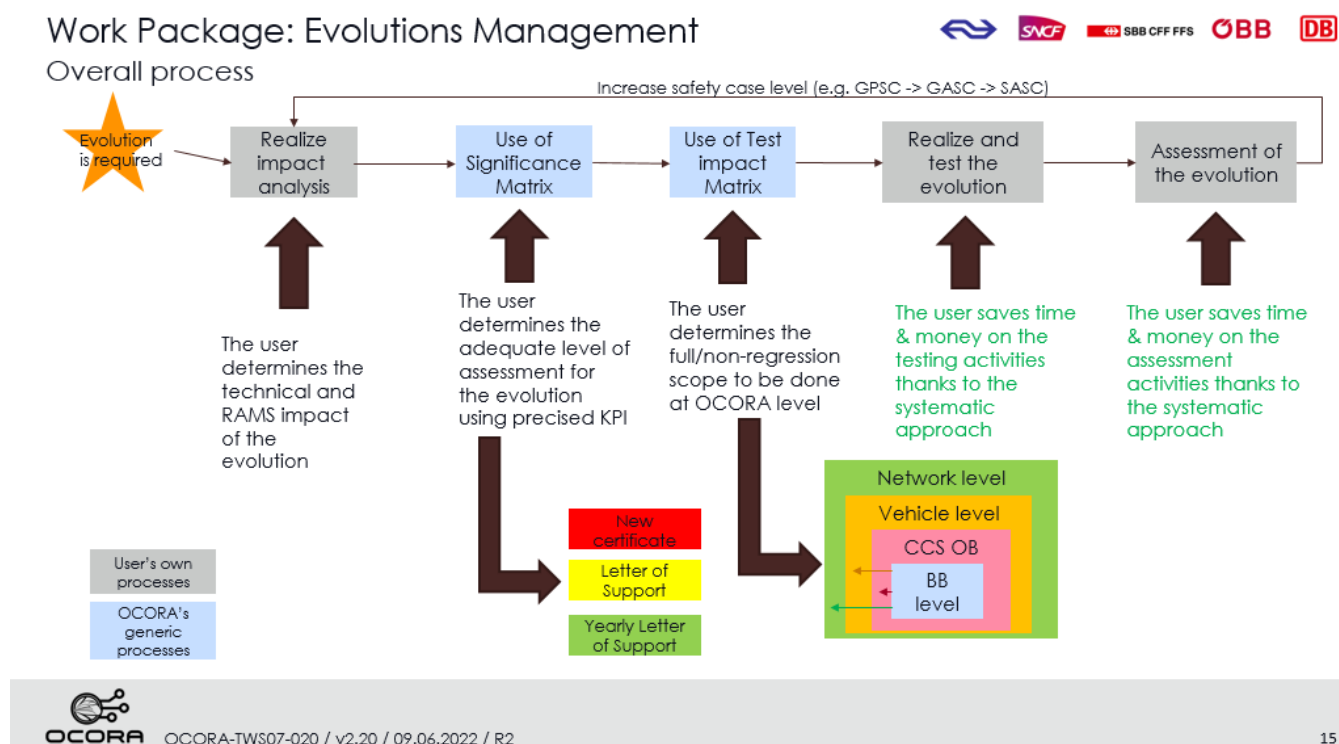 Work Package: Evolutions Management
SNCF
SBB CFF FFS
ÖBB
DB
Overall process
Increase safety case level (e.g. GPSC -> GASC -> SASC)
Evolution
is required
Realize
impact
analysis
Use of
Significance
Matrix
Use of Test
impact
Matrix
Realize and
test the
evolution
Assessment of
the evolution
The user
determines the
technical and
RAMS impact
of the
evolution
The user
determines the
adequate level of
assessment for
the evolution
using precised KPI
The user
determines the
full/non-regression
scope to be done
at OCORA level
The user saves time
& money on the
testing activities
thanks to the
systematic
approach
The user saves time
& money on the
assessment
activities thanks to
the systematic
approach
New
certificate
Letter of
Support
Yearly Letter
of Support
Network level
Vehicle level
CCS OB
BB
level
User's own
processes
OCORA's
generic
processes
OCORA
OCORA-TWS07-020 / v2.20 / 09.06.2022 / R2
15